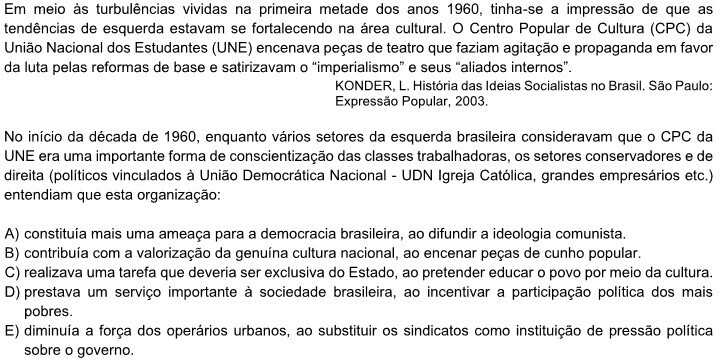 Em meio às turbulências vividas na primeira metade dos anos 1960, tinha-se a impressão de que as
tendências de esquerda estavam se fortalecendo na área cultural. O Centro Popular de Cultura (CPC) da
União Nacional dos Estudantes (UNE) encenava peças de teatro que faziam agitação e propaganda em favor
da luta pelas reformas de base e satirizavam o “imperialismo” e seus “aliados internos”.
KONDER, L. História das Ideias Socialistas no Brasil. São Paulo:
Expressão Popular, 2003.
No início da década de 1960, enquanto vários setores da esquerda brasileira consideravam que o CPC da
UNE era uma importante forma de conscientização das classes trabalhadoras, os setores conservadores e de
direita (políticos vinculados à União Democrática Nacional - UDN Igreja Católica, grandes empresários etc.)
entendiam que esta organização:
A) constituía mais uma ameaça para a democracia brasileira, ao difundir a ideologia comunista.
B) contribuía com a valorização da genuína cultura nacional, ao encenar peças de cunho popular.
C) realizava uma tarefa que deveria ser exclusiva do Estado, ao pretender educar o povo por meio da cultura.
D) prestava um serviço importante à sociedade brasileira, ao incentivar a participação política dos mais
pobres.
E) diminuía a força dos operários urbanos, ao substituir os sindicatos como instituição de pressão política
sobre o governo.